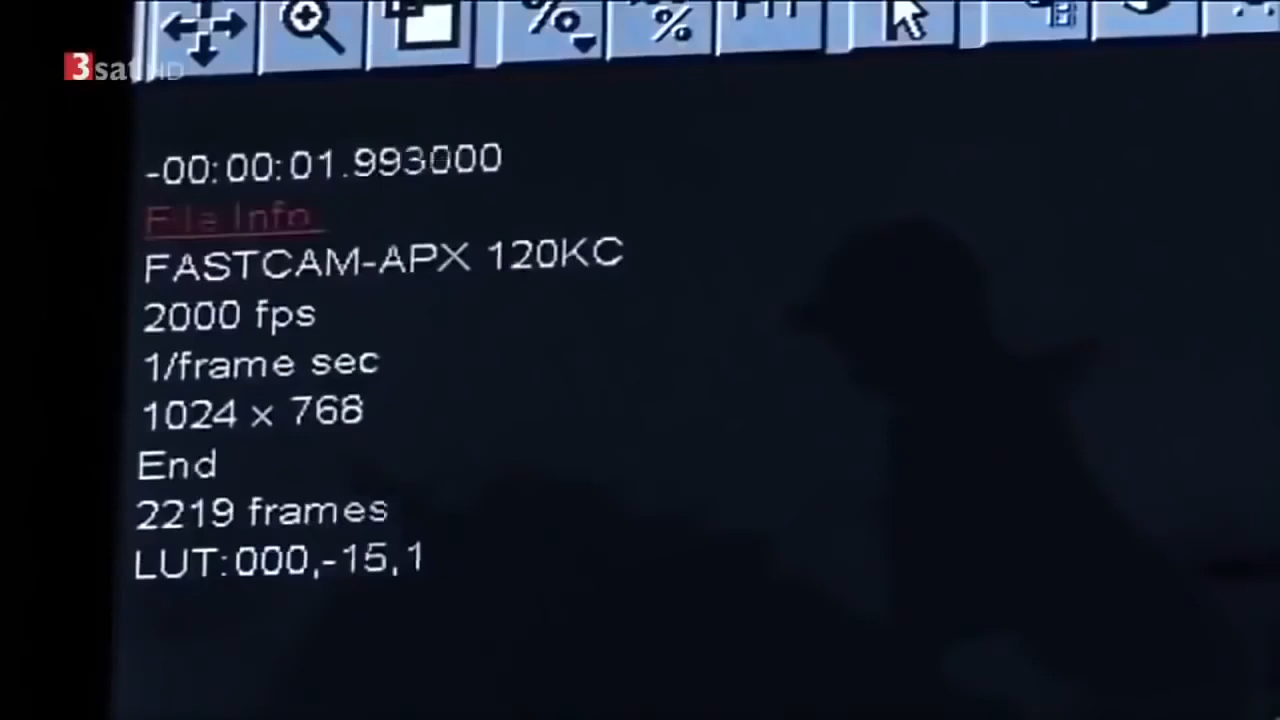 3sat HD
-00:00:01.993000
File Info
FASTCAM-APX 120KC
2000 fps
1/frame sec
1024 x 768
End
2219 frames
LUT:000,-15,1